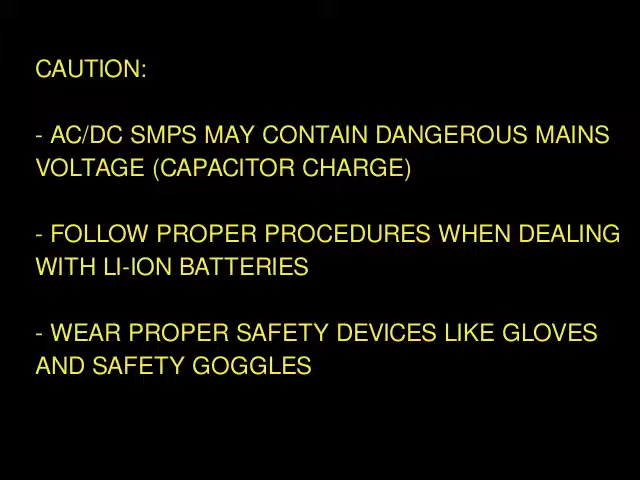 CAUTION:
- AC/DC SMPS MAY CONTAIN DANGEROUS MAINS
VOLTAGE (CAPACITOR CHARGE)
- FOLLOW PROPER PROCEDURES WHEN DEALING
WITH LI-ION BATTERIES
- WEAR PROPER SAFETY DEVICES LIKE GLOVES
AND SAFETY GOGGLES